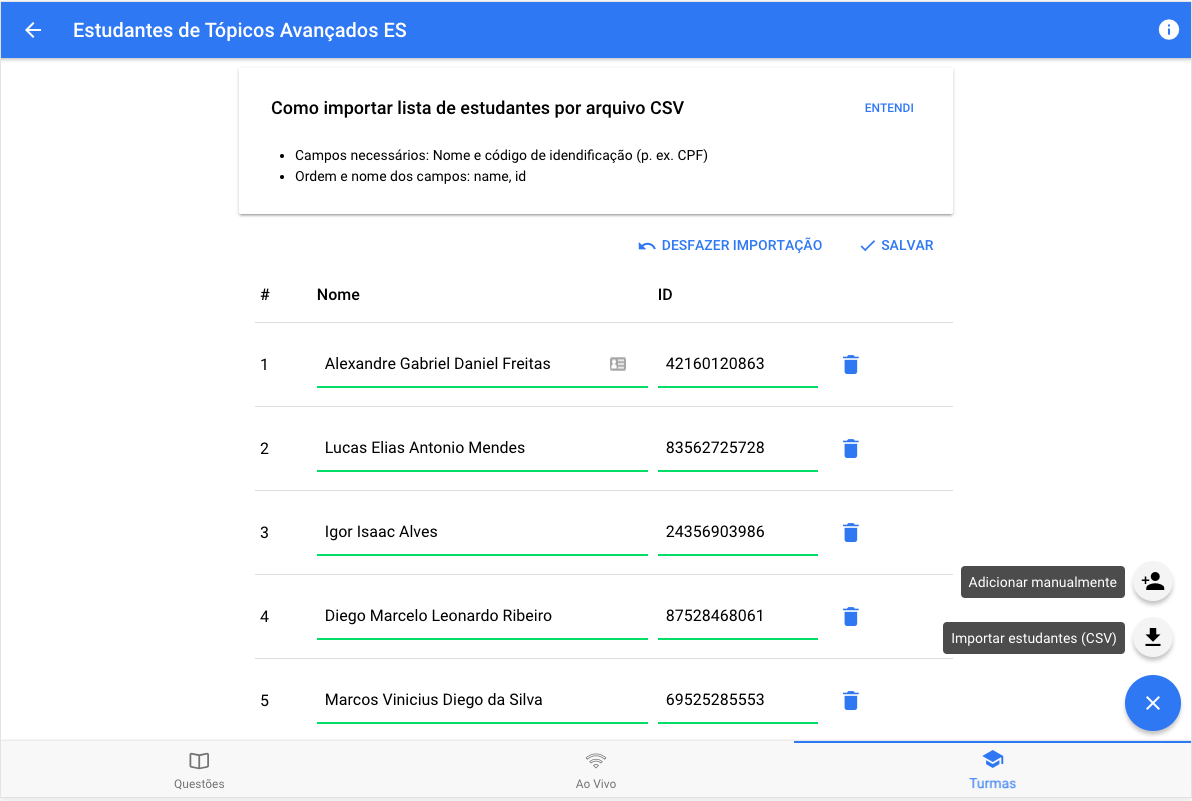 Estudantes de Tópicos Avançados ES
Como importar lista de estudantes por arquivo CSV
ENTENDI
Campos necessários: Nome e código de idendificação (p. ex. CPF)
Ordem e nome dos campos: name, id
DESFAZER IMPORTAÇÃO
SALVAR
# Nome ID
1 Alexandre Gabriel Daniel Freitas 42160120863
2 Lucas Elias Antonio Mendes 83562725728
3 Igor Isaac Alves 24356903986
Adicionar manualmente
4 Diego Marcelo Leonardo Ribeiro 87528468061
Importar estudantes (CSV)
5 Marcos Vinicius Diego da Silva 69525285553
Questões
Ao Vivo
Turmas